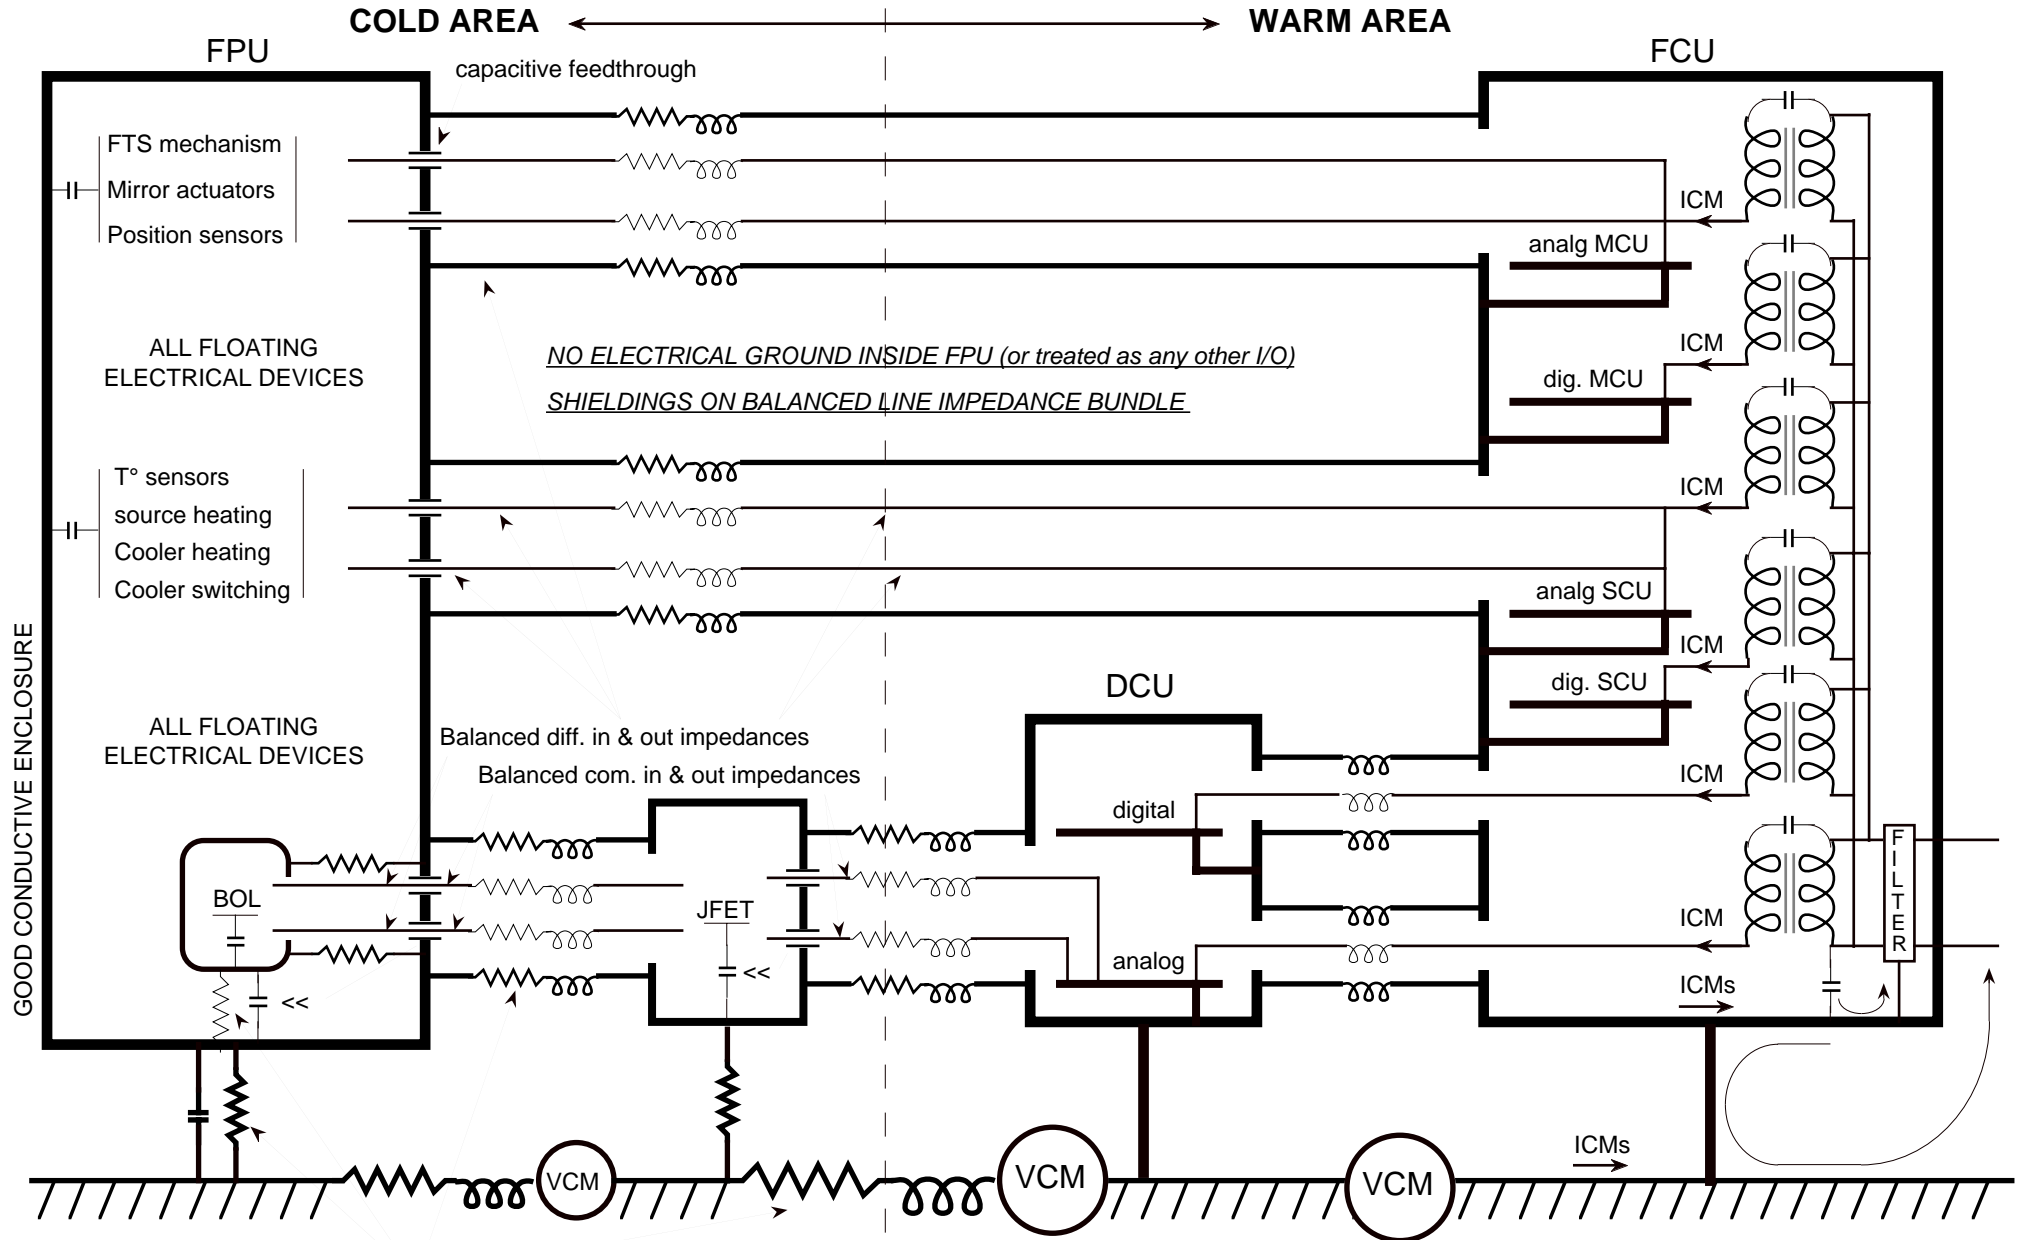 COLD AREA
WARM AREA
FPU
FCU
capacitive feedthrough
FTS mechanism
Mirror actuators
Position sensors
ICM
analg MCU
ALL FLOATING
ELECTRICAL DEVICES
NO ELECTRICAL GROUND INSIDE FPU (or treated as any other I/O)
SHIELDINGS ON BALANCED LINE IMPEDANCE BUNDLE
ICM
dig. MCU
T° sensors
source heating
Cooler heating
Cooler switching
ICM
analg SCU
ICM
dig. SCU
DCU
GOOD CONDUCTIVE ENCLOSURE
ALL FLOATING
ELECTRICAL DEVICES
Balanced diff. in & out impedances
Balanced com. in & out impedances
ICM
digital
FILTER
BOL
JFET
ICM
analog
<<
<<
ICMs
ICMs
VCM
VCM
VCM